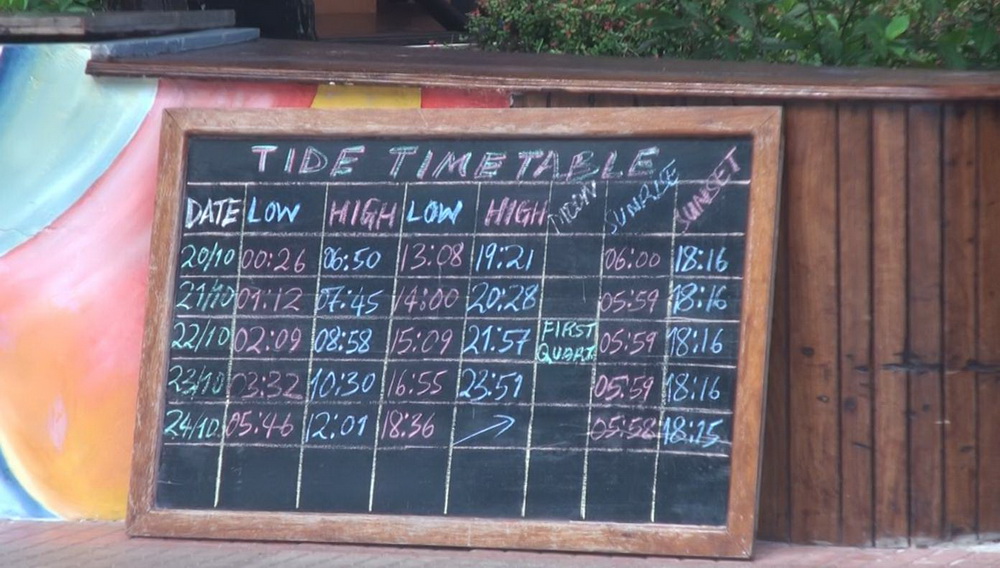 TIDE TIMETABLE
DATE LOW HIGH LOW HIGH MOON SUNRISE SUNSET
20/10 00:26 06:50 13:08 19:21 06:00 18:16
21/10 01:12 07:45 14:00 20:28 05:59 18:16
22/10 02:09 08:58 15:09 21:57 FIRST QUART. 05:59 18:16
23/10 03:32 10:30 16:55 23:51 05:59 18:16
24/10 05:46 12:01 18:36 → 05:58 18:15